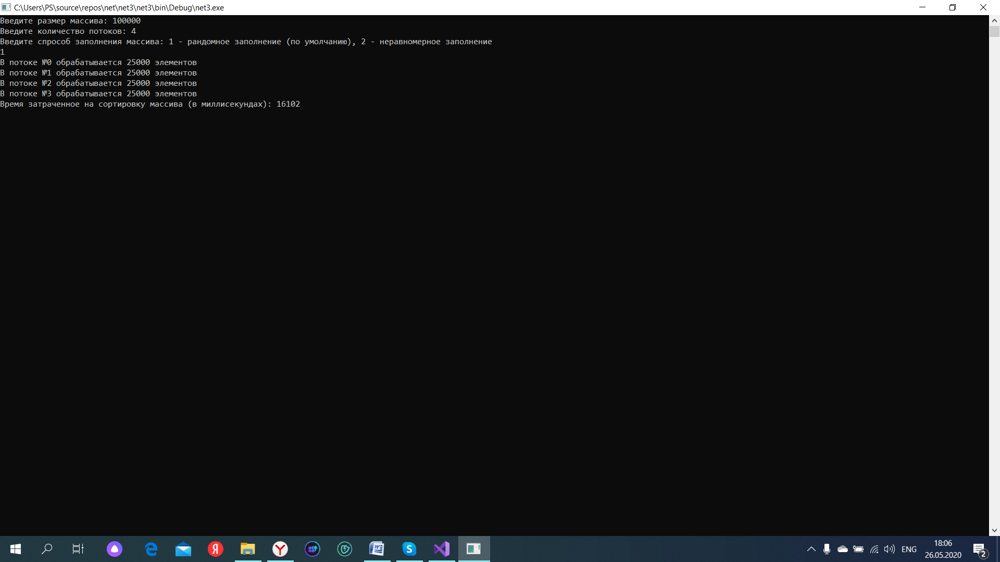 C:\Users\PS\source\repos\net\net3\net3\bin\Debug\net3.exe
Введите размер массива: 100000
Введите количество потоков: 4
Введите способ заполнения массива: 1 - рандомное заполнение (по умолчанию), 2 - неравномерное заполнение
1
В потоке №0 обрабатывается 25000 элементов
В потоке №1 обрабатывается 25000 элементов
В потоке №2 обрабатывается 25000 элементов
В потоке №3 обрабатывается 25000 элементов
Время затраченное на сортировку массива (в миллисекундах): 16102
ENG
18:06
26.05.2020
2